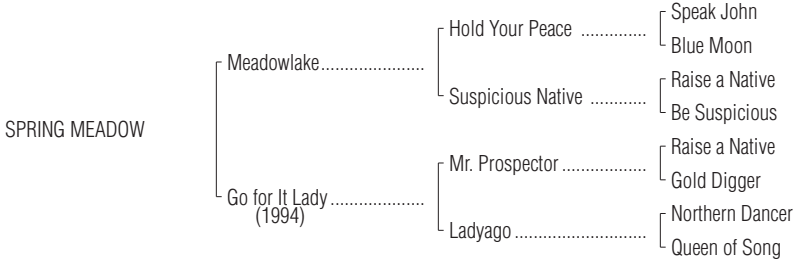 Speak John
Hold Your Peace ..............
Blue Moon
Meadowlake......................
Raise a Native
Suspicious Native ............
Be Suspicious
SPRING MEADOW
Raise a Native
Mr. Prospector ..................
Gold Digger
Go for It Lady ....................
(1994)
Northern Dancer
Ladyago ............................
Queen of Song